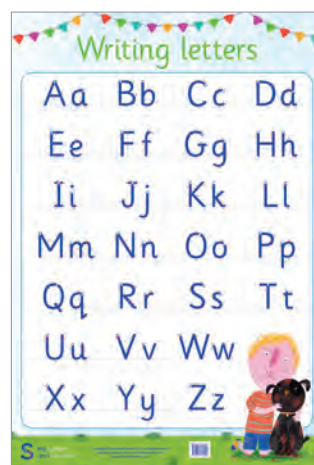 Writing letters
Aa Bb Cc Dd
Ee Ff Gg Hh
Ii Jj Kk Ll
Mm Nn Oo Pp
Qq Rr Ss Tt
Uu Vv Ww
Xx Yy Zz
S